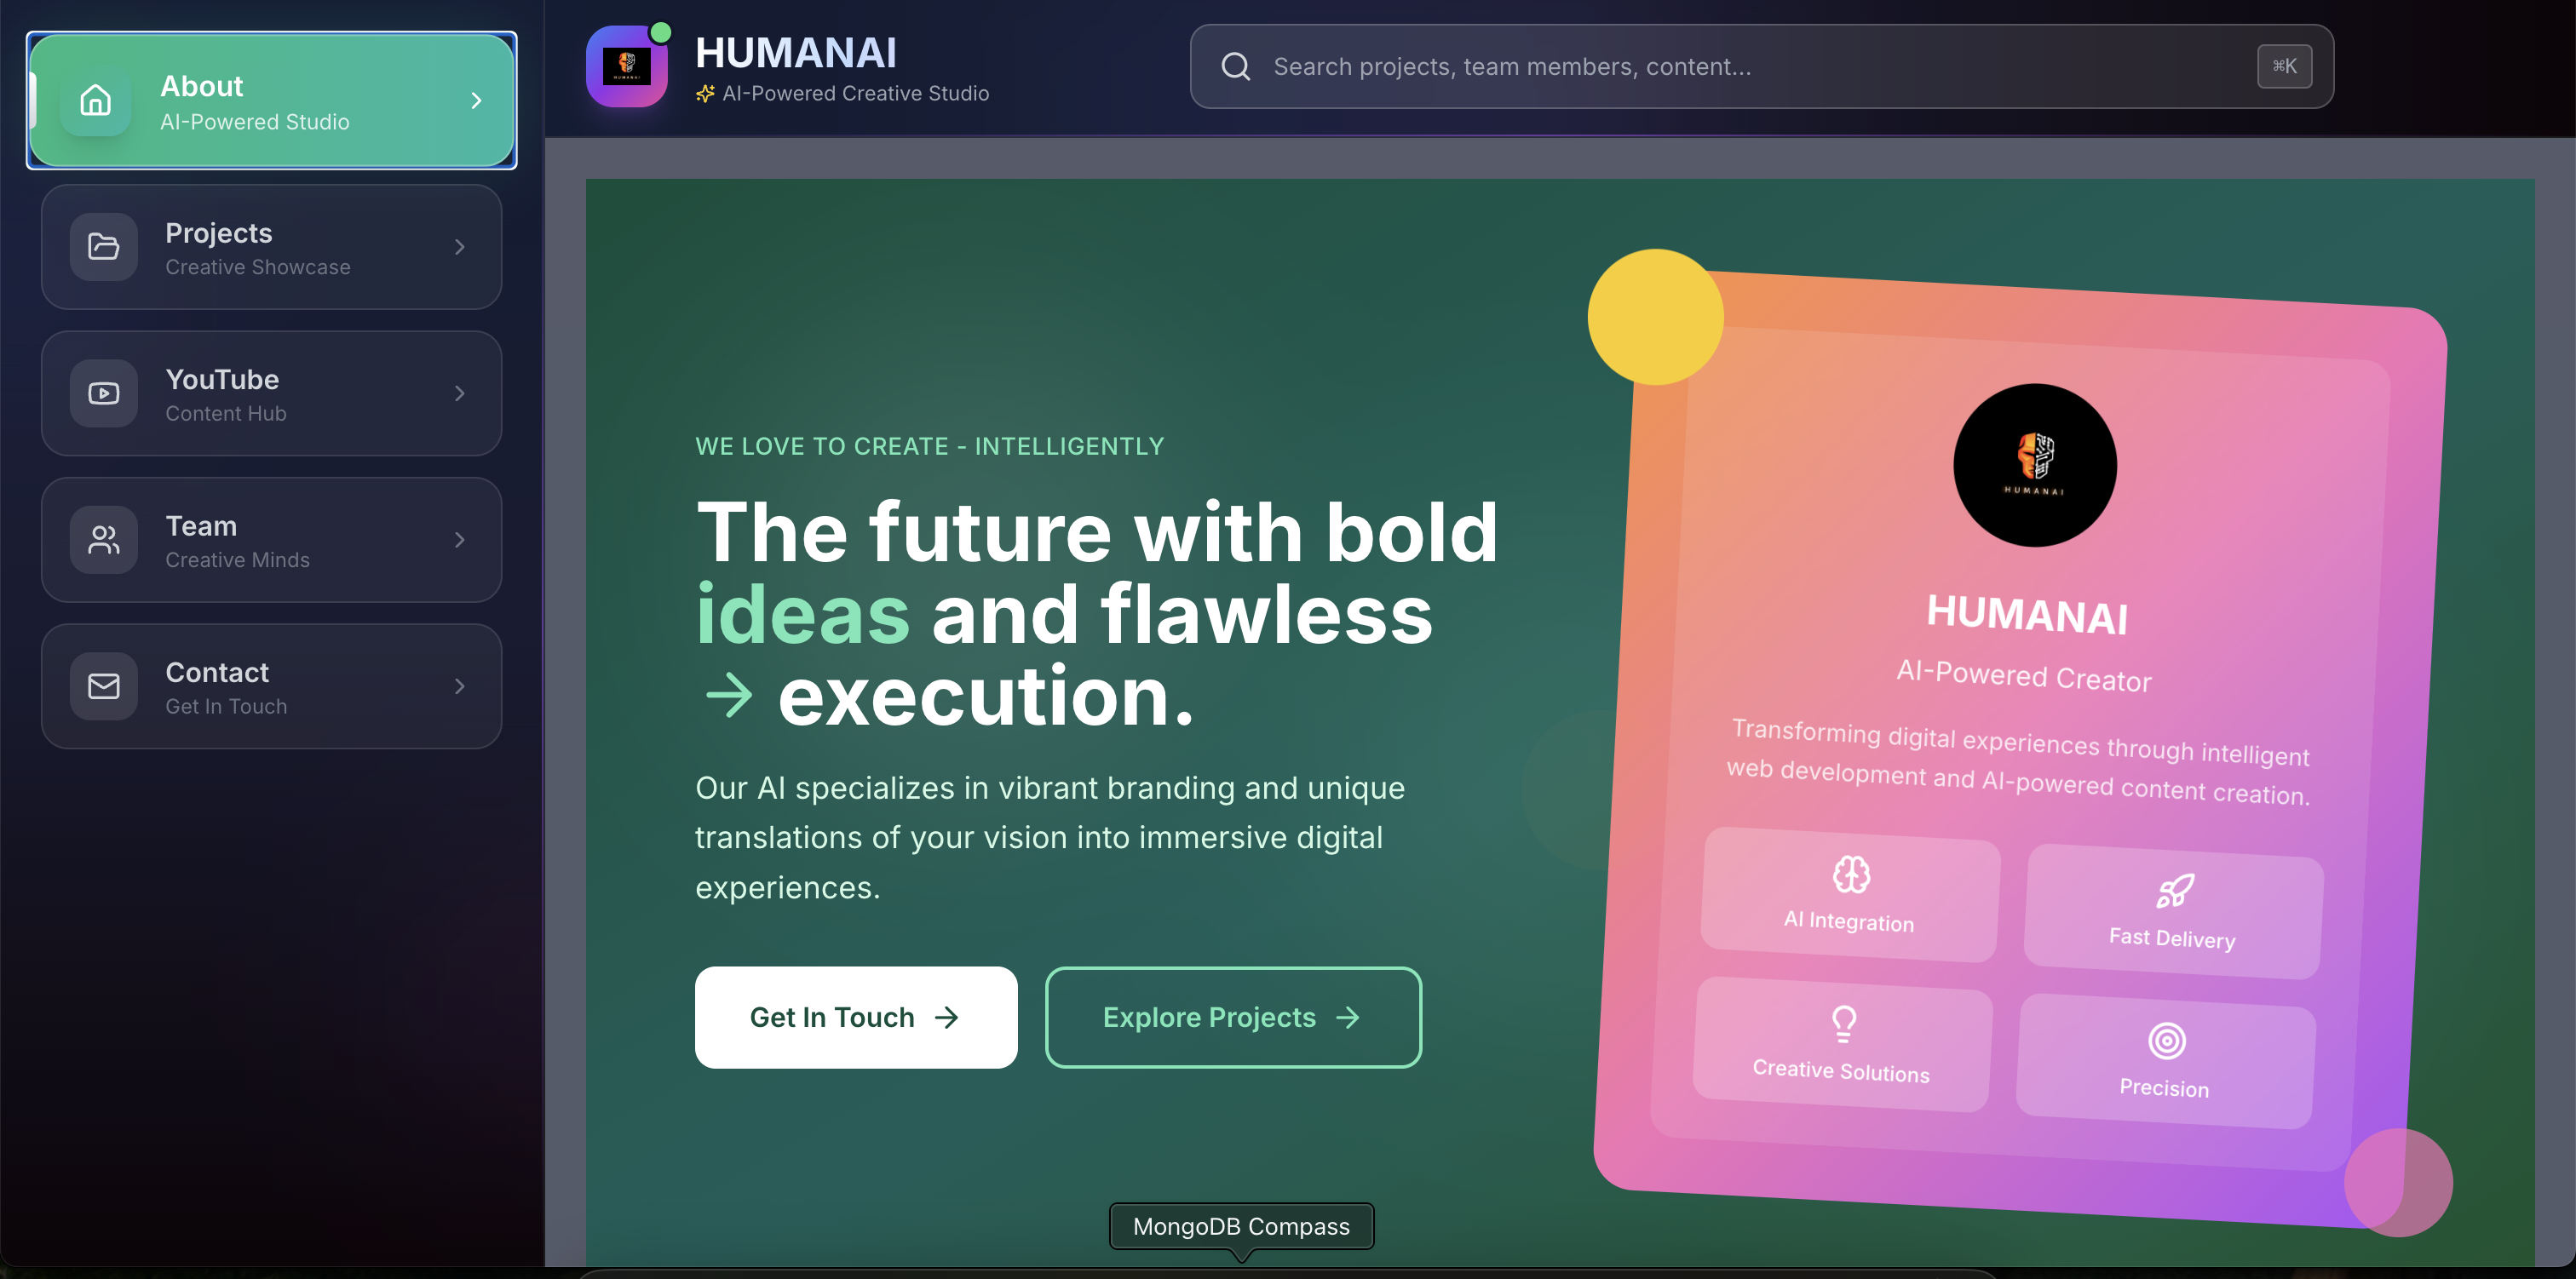 About
AI-Powered Studio
Projects
Creative Showcase
YouTube
Content Hub
Team
Creative Minds
Contact
Get In Touch
HUMANAI
HUMANAI
AI-Powered Creative Studio
Search projects, team members, content...
⌘K
WE LOVE TO CREATE - INTELLIGENTLY
The future with bold
ideas and flawless
→ execution.
Our AI specializes in vibrant branding and unique
translations of your vision into immersive digital
experiences.
Get In Touch →
Explore Projects →
HUMANAI
HUMANAI
AI-Powered Creator
Transforming digital experiences through intelligent
web development and AI-powered content creation.
AI Integration
Fast Delivery
Creative Solutions
Precision
MongoDB Compass